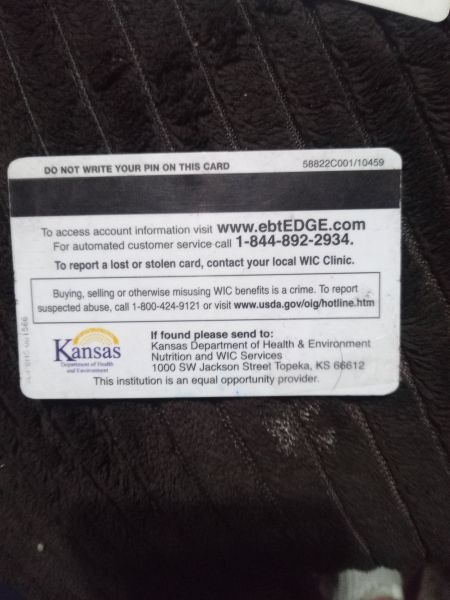 DO NOT WRITE YOUR PIN ON THIS CARD
58822C001/10459
To access account information visit www.ebtEDGE.com
For automated customer service call 1-844-892-2934.
To report a lost or stolen card, contact your local WIC Clinic.
Buying, selling or otherwise misusing WIC benefits is a crime. To report
suspected abuse, call 1-800-424-9121 or visit www.usda.gov/oig/hotline.htm
Kansas
Department of Health
and Environment
If found please send to:
Kansas Department of Health & Environment
Nutrition and WIC Services
1000 SW Jackson Street Topeka, KS 66612
This institution is an equal opportunity provider.